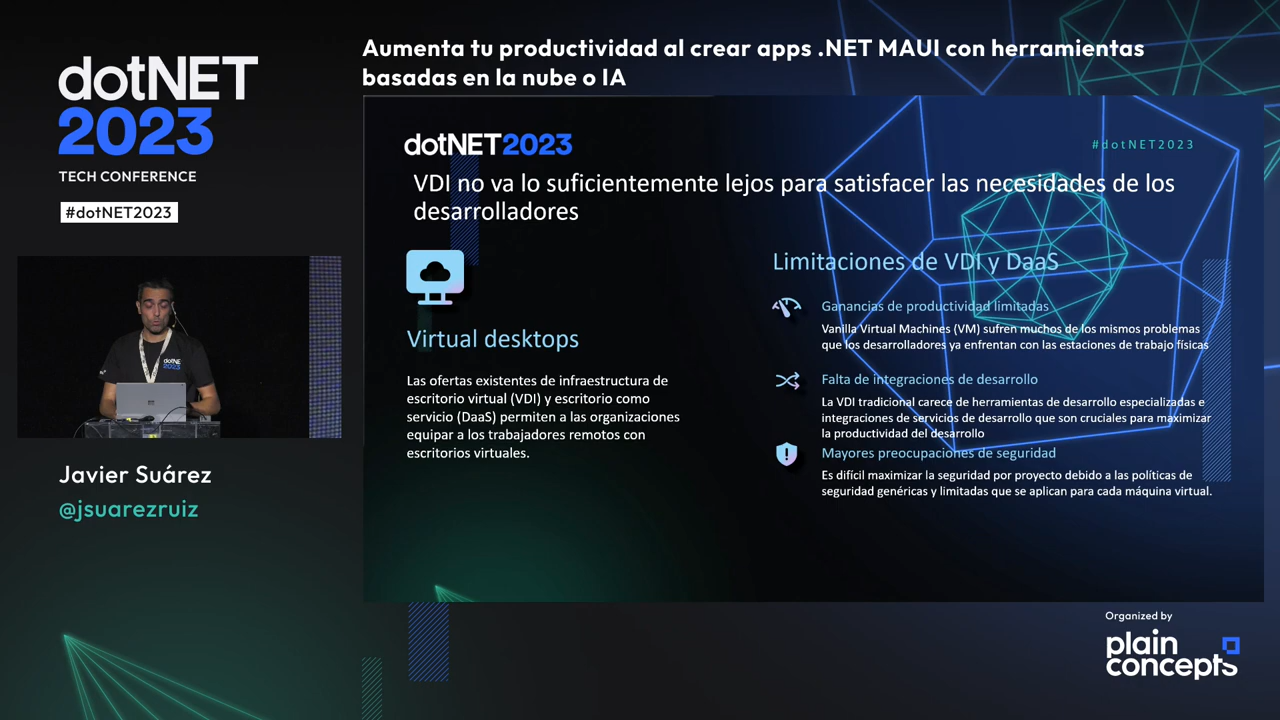 dotNET
2023
TECH CONFERENCE
#dotNET2023
Javier Suárez
@jsuarezruiz
Aumenta tu productividad al crear apps .NET MAUI con herramientas
basadas en la nube o IA
dotNET2023
#dotNET2023
VDI no va lo suficientemente lejos para satisfacer las necesidades de los
desarrolladores
Virtual desktops
Las ofertas existentes de infraestructura de
escritorio virtual (VDI) y escritorio como
servicio (DaaS) permiten a las organizaciones
equipar a los trabajadores remotos con
escritorios virtuales.
Limitaciones de VDI y DaaS
Ganancias de productividad limitadas
Vanilla Virtual Machines (VM) sufren muchos de los mismos problemas
que los desarrolladores ya enfrentan con las estaciones de trabajo físicas
Falta de integraciones de desarrollo
La VDI tradicional carece de herramientas de desarrollo especializadas e
integraciones de servicios de desarrollo que son cruciales para maximizar
la productividad del desarrollo
Mayores preocupaciones de seguridad
Es difícil maximizar la seguridad por proyecto debido a las políticas de
seguridad genéricas y limitadas que se aplican para cada máquina virtual.
Organized by
plain
concepts